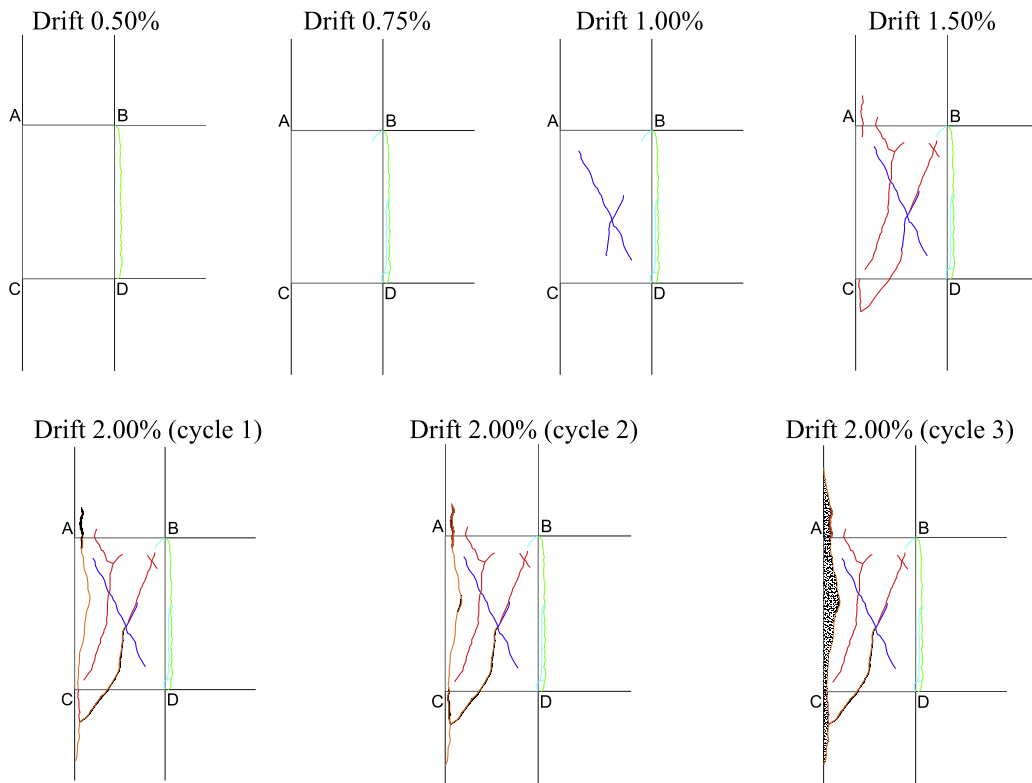 Drift 0.50%
Drift 0.75%
Drift 1.00%
Drift 1.50%
A B
C D
A B
C D
A B
C D
A B
C D
Drift 2.00% (cycle 1)
Drift 2.00% (cycle 2)
Drift 2.00% (cycle 3)
A B
C D
A B
C D
A B
C D